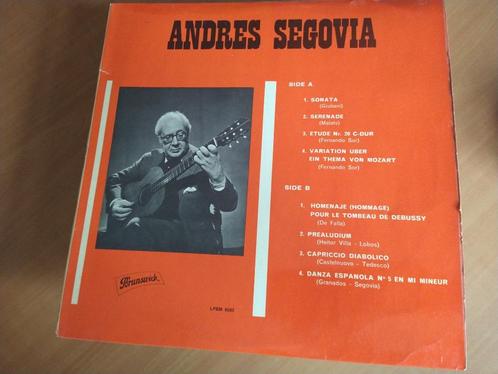 ANDRES SEGOVIA
SIDE A
1. SONATA
(Giuliani)
2. SERENADE
(Malats)
3. ETUDE Nr. 20 C-DUR
(Fernando Sor)
4. VARIATION UBER
EIN THEMA VON MOZART
(Fernando Sor)
SIDE B
1. HOMENAJE (HOMMAGE)
POUR LE TOMBEAU DE DEBUSSY
(De Falla)
2. PREALUDIUM
(Heitor Villa - Lobos)
3. CAPRICCIO DIABOLICO
(Castelnuovo - Tedesco)
4. DANZA ESPANOLA N° 5 EN MI MINEUR
(Granados - Segovia)
Brunswick
LPBM